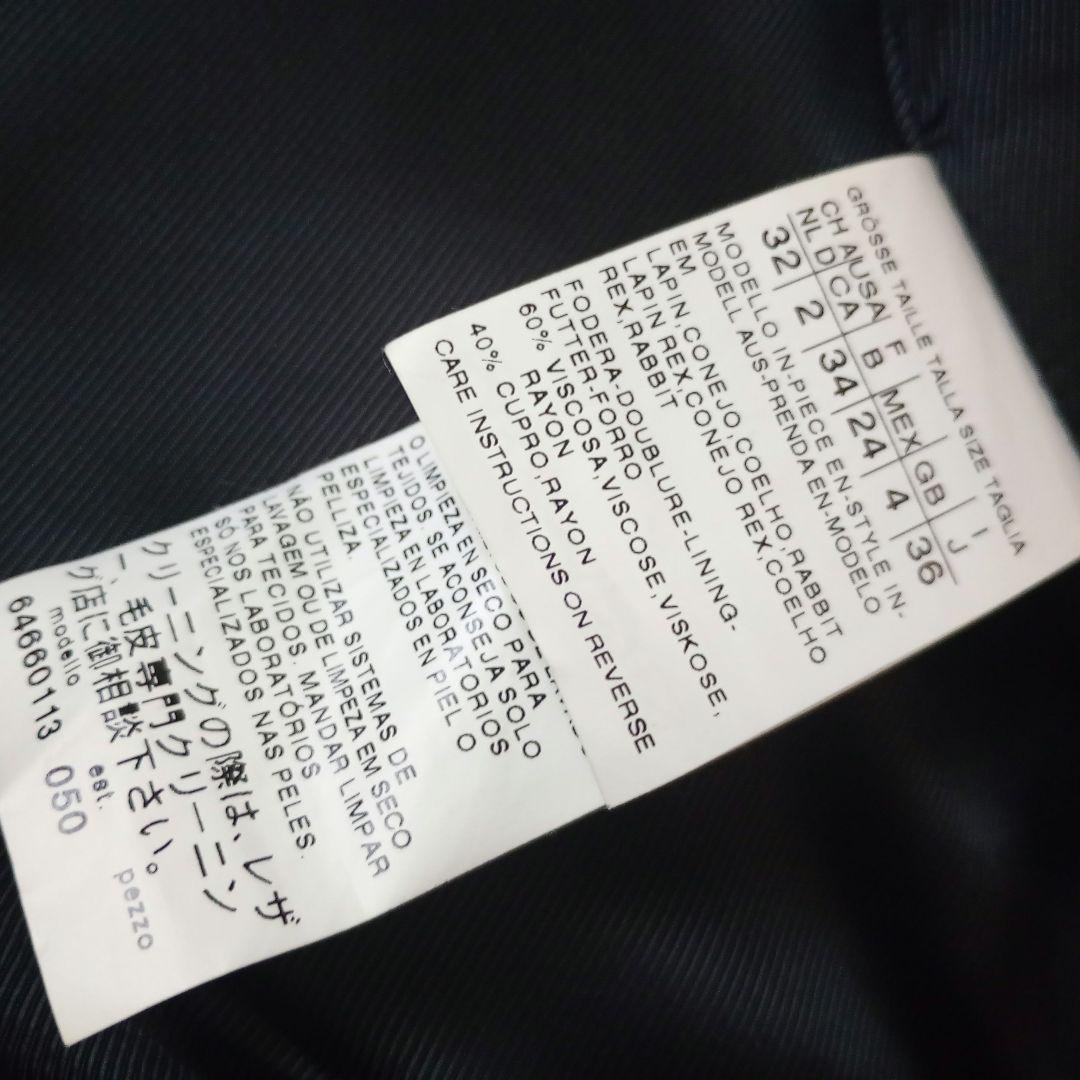 GRÖSSE TAILLE TALLA SIZE TAGLIA
CH A USA F MEX GB I
NL D CA B J
32 2 34 24 4 36
MODELLO IN-PIECE EN-STYLE IN-
MODELL AUS-PRENDA EN-MODELO
EM
LAPIN,CONEJO,COELHO,RABBIT
LAPIN REX,CONEJO REX,COELHO
REX,RABBIT
FODERA-DOUBLURE-LINING-
FUTTER-FORRO
60% VISCOSA,VISCOSE,VISKOSE,
RAYON
40% CUPRO,RAYON
CARE INSTRUCTIONS ON REVERSE
O LIMPIEZA EN SECO PARA
TEJIDOS. SE ACONSEJA SOLO
LIMPIEZA EN LABORATORIOS
ESPECIALIZADOS EN PIEL O
PELLIZA.
NÃO UTILIZAR SISTEMAS DE
LAVAGEM OU DE LIMPEZA EM SECO
PARA TECIDOS. MANDAR LIMPAR
SÓ NOS LABORATÓRIOS
ESPECIALIZADOS NAS PELES.
クリーニングの際は、レザ
ー、毛皮専門クリーニン
グ店に御相談下さい。
modello est. pezzo
64660113 050